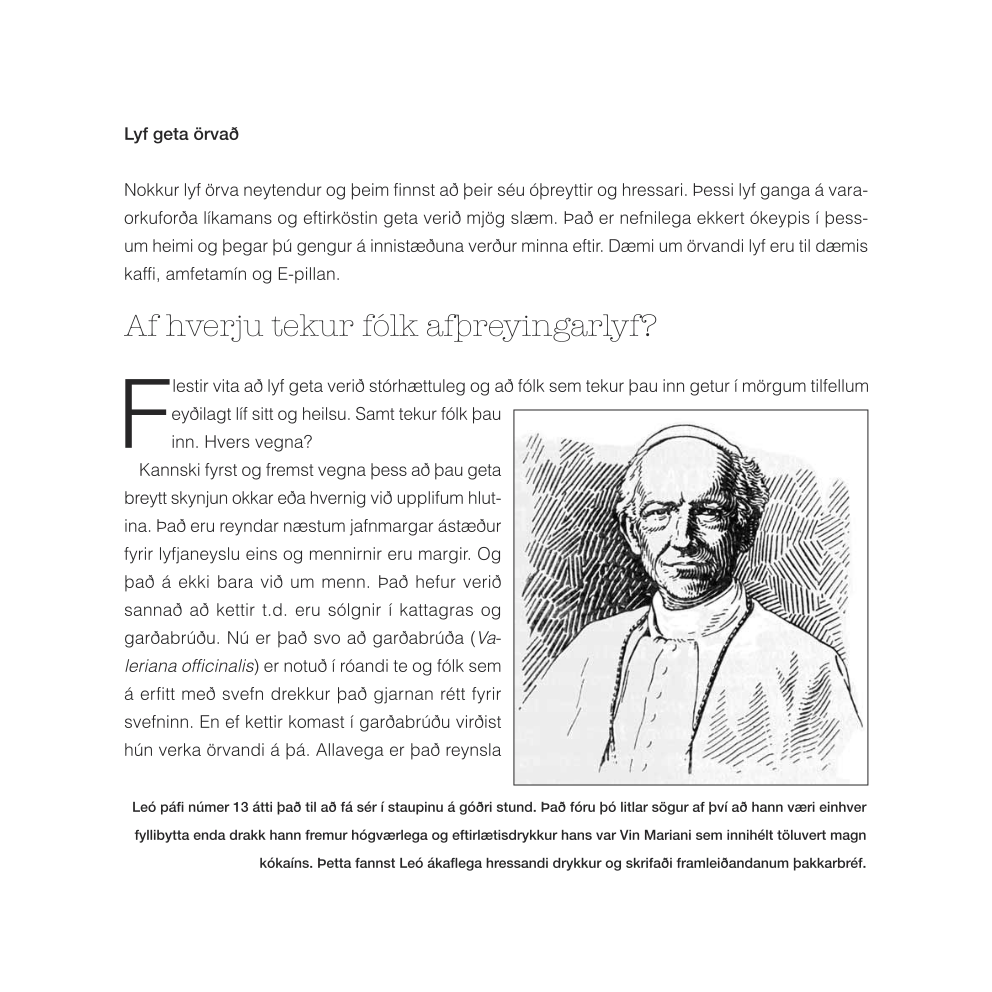 Lyf geta örvað
Nokkur lyf örva neytendur og þeim finnst að þeir séu óþreyttir og hressari. Þessi lyf ganga á vara-
orkuforða líkamans og eftirköstin geta verið mjög slæm. Það er nefnilega ekkert ókeypis í þess-
um heimi og þegar þú gengur á innistæðuna verður minna eftir. Dæmi um örvandi lyf eru til dæmis
kaffi, amfetamín og E-pillan.
Af hverju tekur fólk afþreyingarlyf?
Flestir vita að lyf geta verið stórhættuleg og að fólk sem tekur þau inn getur í mörgum tilfellum
eyðilagt líf sitt og heilsu. Samt tekur fólk þau
inn. Hvers vegna?
Kannski fyrst og fremst vegna þess að þau geta
breytt skynjun okkar eða hvernig við upplifum hlut-
ina. Það eru reyndar næstum jafnmargar ástæður
fyrir lyfjaneyslu eins og mennirnir eru margir. Og
það á ekki bara við um menn. Það hefur verið
sannað að kettir t.d. eru sólgnir í kattagras og
garðabrúðu. Nú er það svo að garðabrúða (Va-
leriana officinalis) er notuð í róandi te og fólk sem
á erfitt með svefn drekkur það gjarnan rétt fyrir
svefninn. En ef kettir komast í garðabrúðu virðist
hún verka örvandi á þá. Allavega er það reynsla
Leó páfi númer 13 átti það til að fá sér í staupinu á góðri stund. Það fóru þó litlar sögur af því að hann væri einhver
fyllibytta enda drakk hann fremur hógværlega og eftirlætisdrykkur hans var Vin Mariani sem innihélt töluvert magn
kókaíns. Þetta fannst Leó ákaflega hressandi drykkur og skrifaði framleiðandanum þakkarbréf.